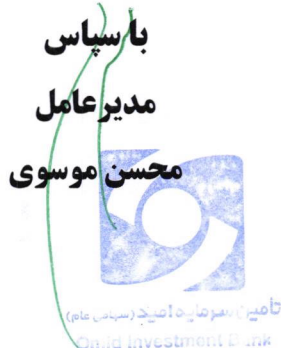 با سپاس
مدیرعامل
محسن موسوی
تأمین سرمایه امید (سهامی عام)
Omid Investment Bank